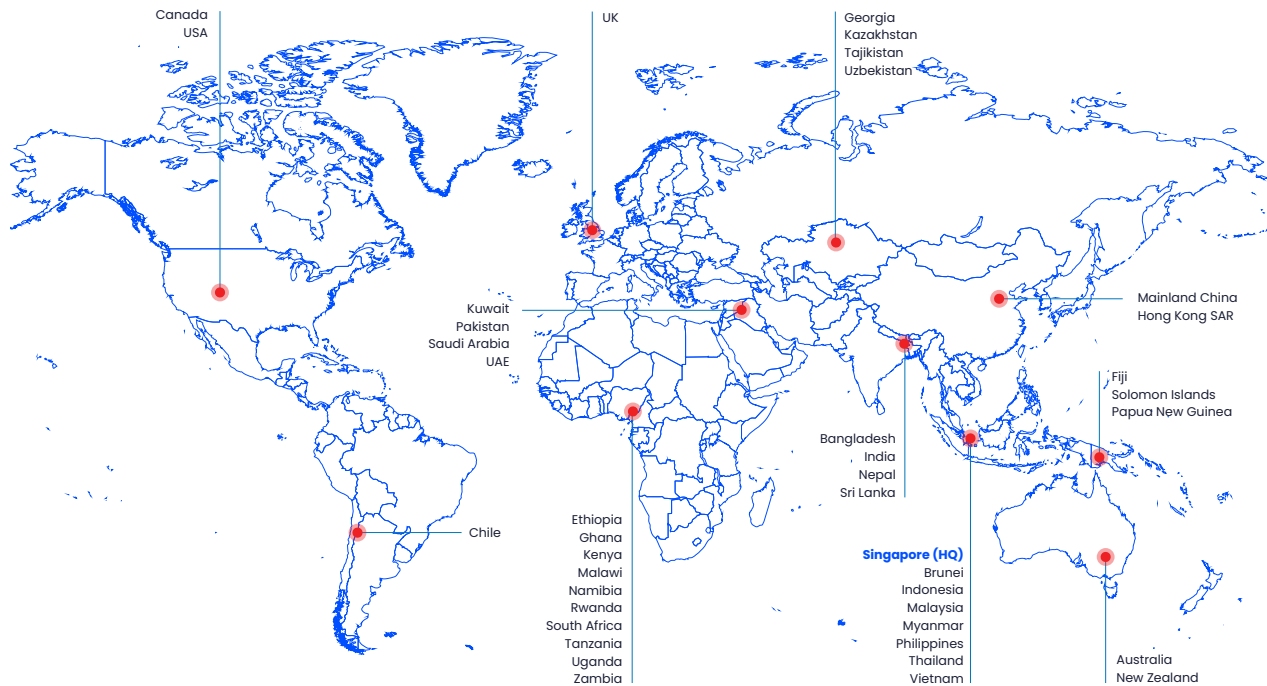 Canada
USA
UK
Georgia
Kazakhstan
Tajikistan
Uzbekistan
Kuwait
Pakistan
Saudi Arabia
UAE
Mainland China
Hong Kong SAR
Fiji
Solomon Islands
Papua New Guinea
Bangladesh
India
Nepal
Sri Lanka
Chile
Ethiopia
Ghana
Kenya
Malawi
Namibia
Rwanda
South Africa
Tanzania
Uganda
Zambia
Singapore (HQ)
Brunei
Indonesia
Malaysia
Myanmar
Philippines
Thailand
Vietnam
Australia
New Zealand